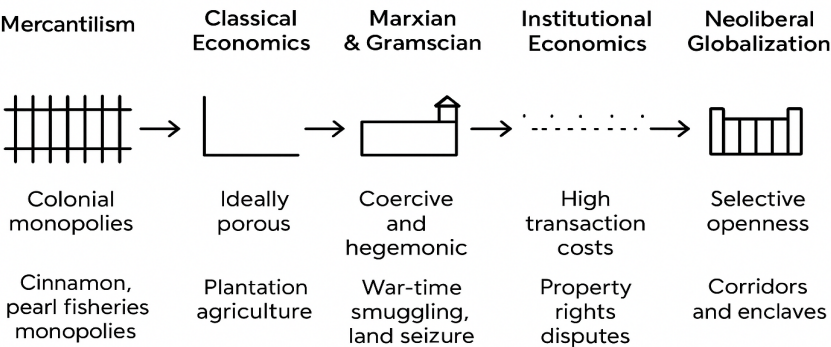 Mercantilism
Classical
Economics
Marxian
& Gramscian
Institutional
Economics
Neoliberal
Globalization
Colonial
monopolies
Ideally
porous
Coercive
and
hegemonic
High
transaction
costs
Selective
openness
Cinnamon,
pearl fisheries
monopolies
Plantation
agriculture
War-time
smuggling,
land seizure
Property
rights
disputes
Corridors
and enclaves